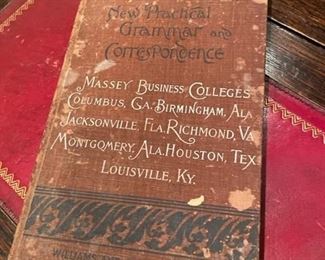 New Practical
Grammar and
Correspondence
Massey Business Colleges
Columbus, Ga. Birmingham, Ala
Jacksonville, Fla. Richmond, Va
Montgomery, Ala. Houston, Tex
Louisville, Ky.
Williams